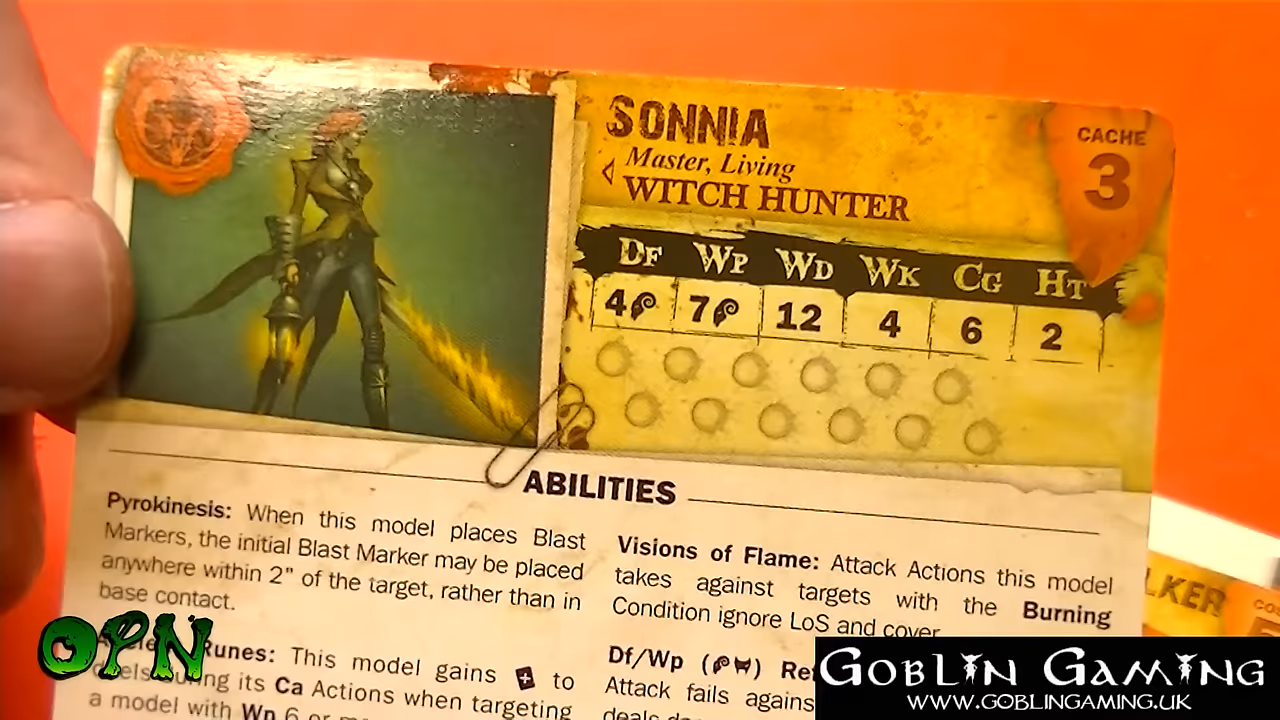 SONNIA
Master, Living
WITCH HUNTER
CACHE
3
DF WP WD WK CG HT
4 7 12 4 6 2
ABILITIES
Pyrokinesis: When this model places Blast
Markers, the initial Blast Marker may be placed
anywhere within 2" of the target, rather than in
base contact.
Runes: This model gains to
its Ca Actions when targeting
a model with Wp 6 or
Visions of Flame: Attack Actions this model
takes against targets with the Burning
Condition ignore LoS and cover.
Df/Wp ( )
Attack fails
LKER
OPN
GOBLIN GAMING
WWW.GOBLINGAMING.UK